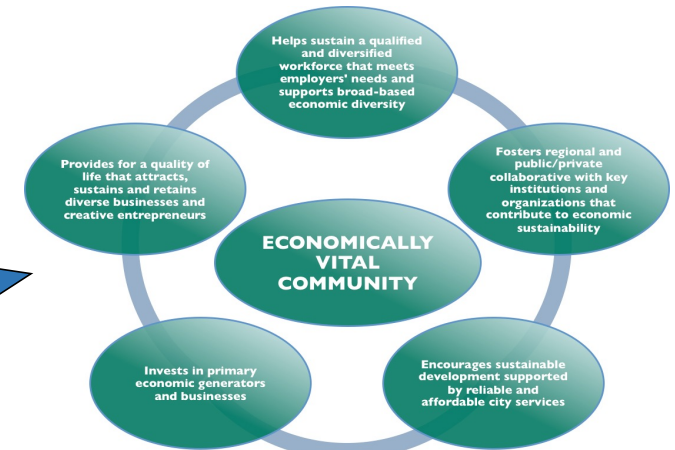 Helps sustain a qualified
and diversified
workforce that meets
employers' needs and
supports broad-based
economic diversity
Provides for a quality of
life that attracts,
sustains and retains
diverse businesses and
creative entrepreneurs
Fosters regional and
public/private
collaborative with key
institutions and
organizations that
contribute to economic
sustainability
ECONOMICALLY
VITAL
COMMUNITY
Invests in primary
economic generators
and businesses
Encourages sustainable
development supported
by reliable and
affordable city services